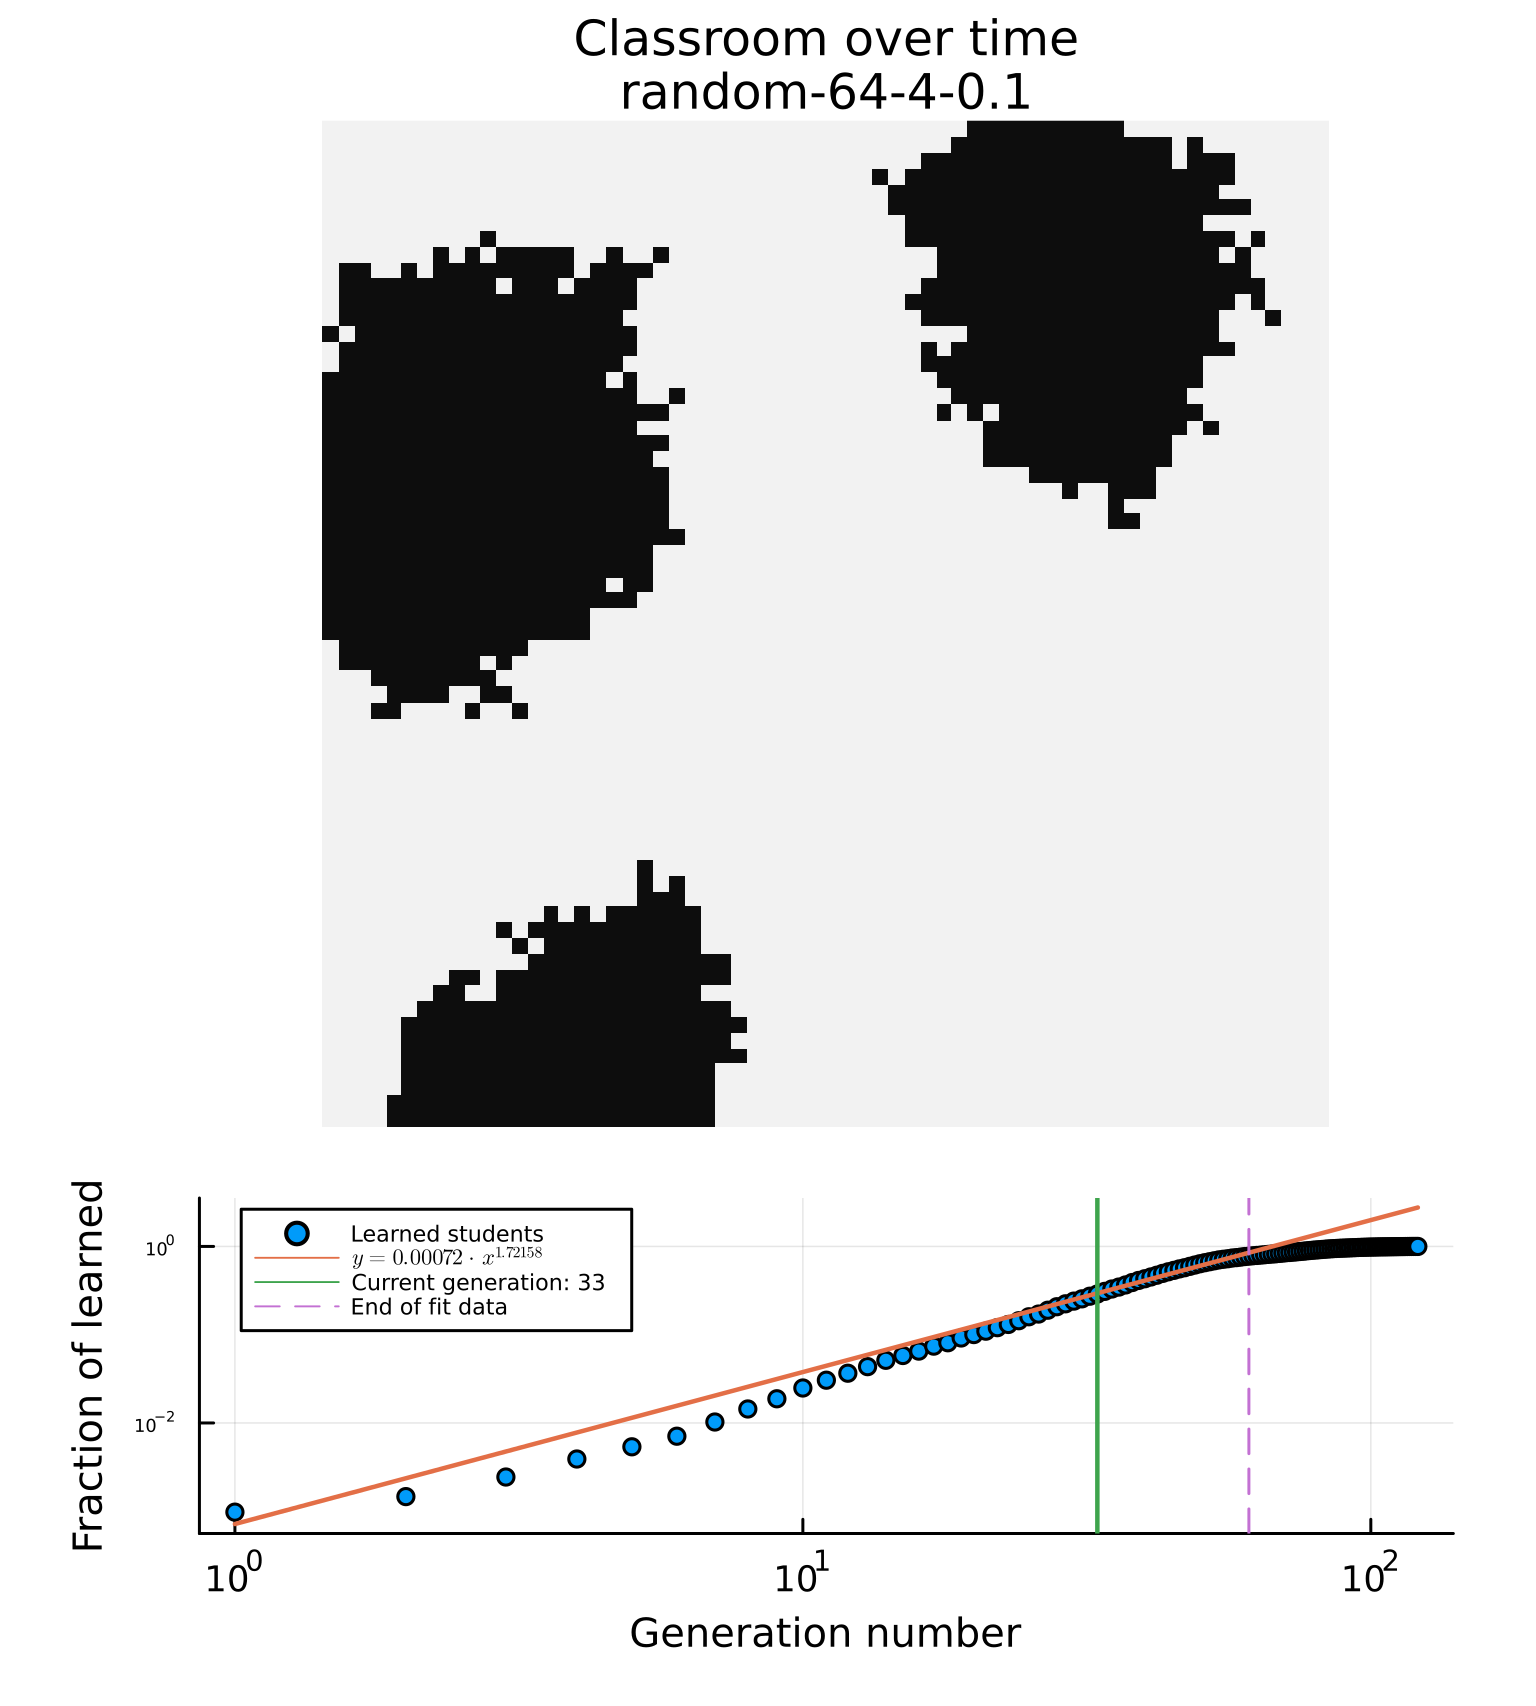 Classroom over time
random-64-4-0.1
Fraction of learned
10^0
10^-2
Learned students
y = 0.00072 · x^1.72158
Current generation: 33
End of fit data
10^0
10^1
10^2
Generation number